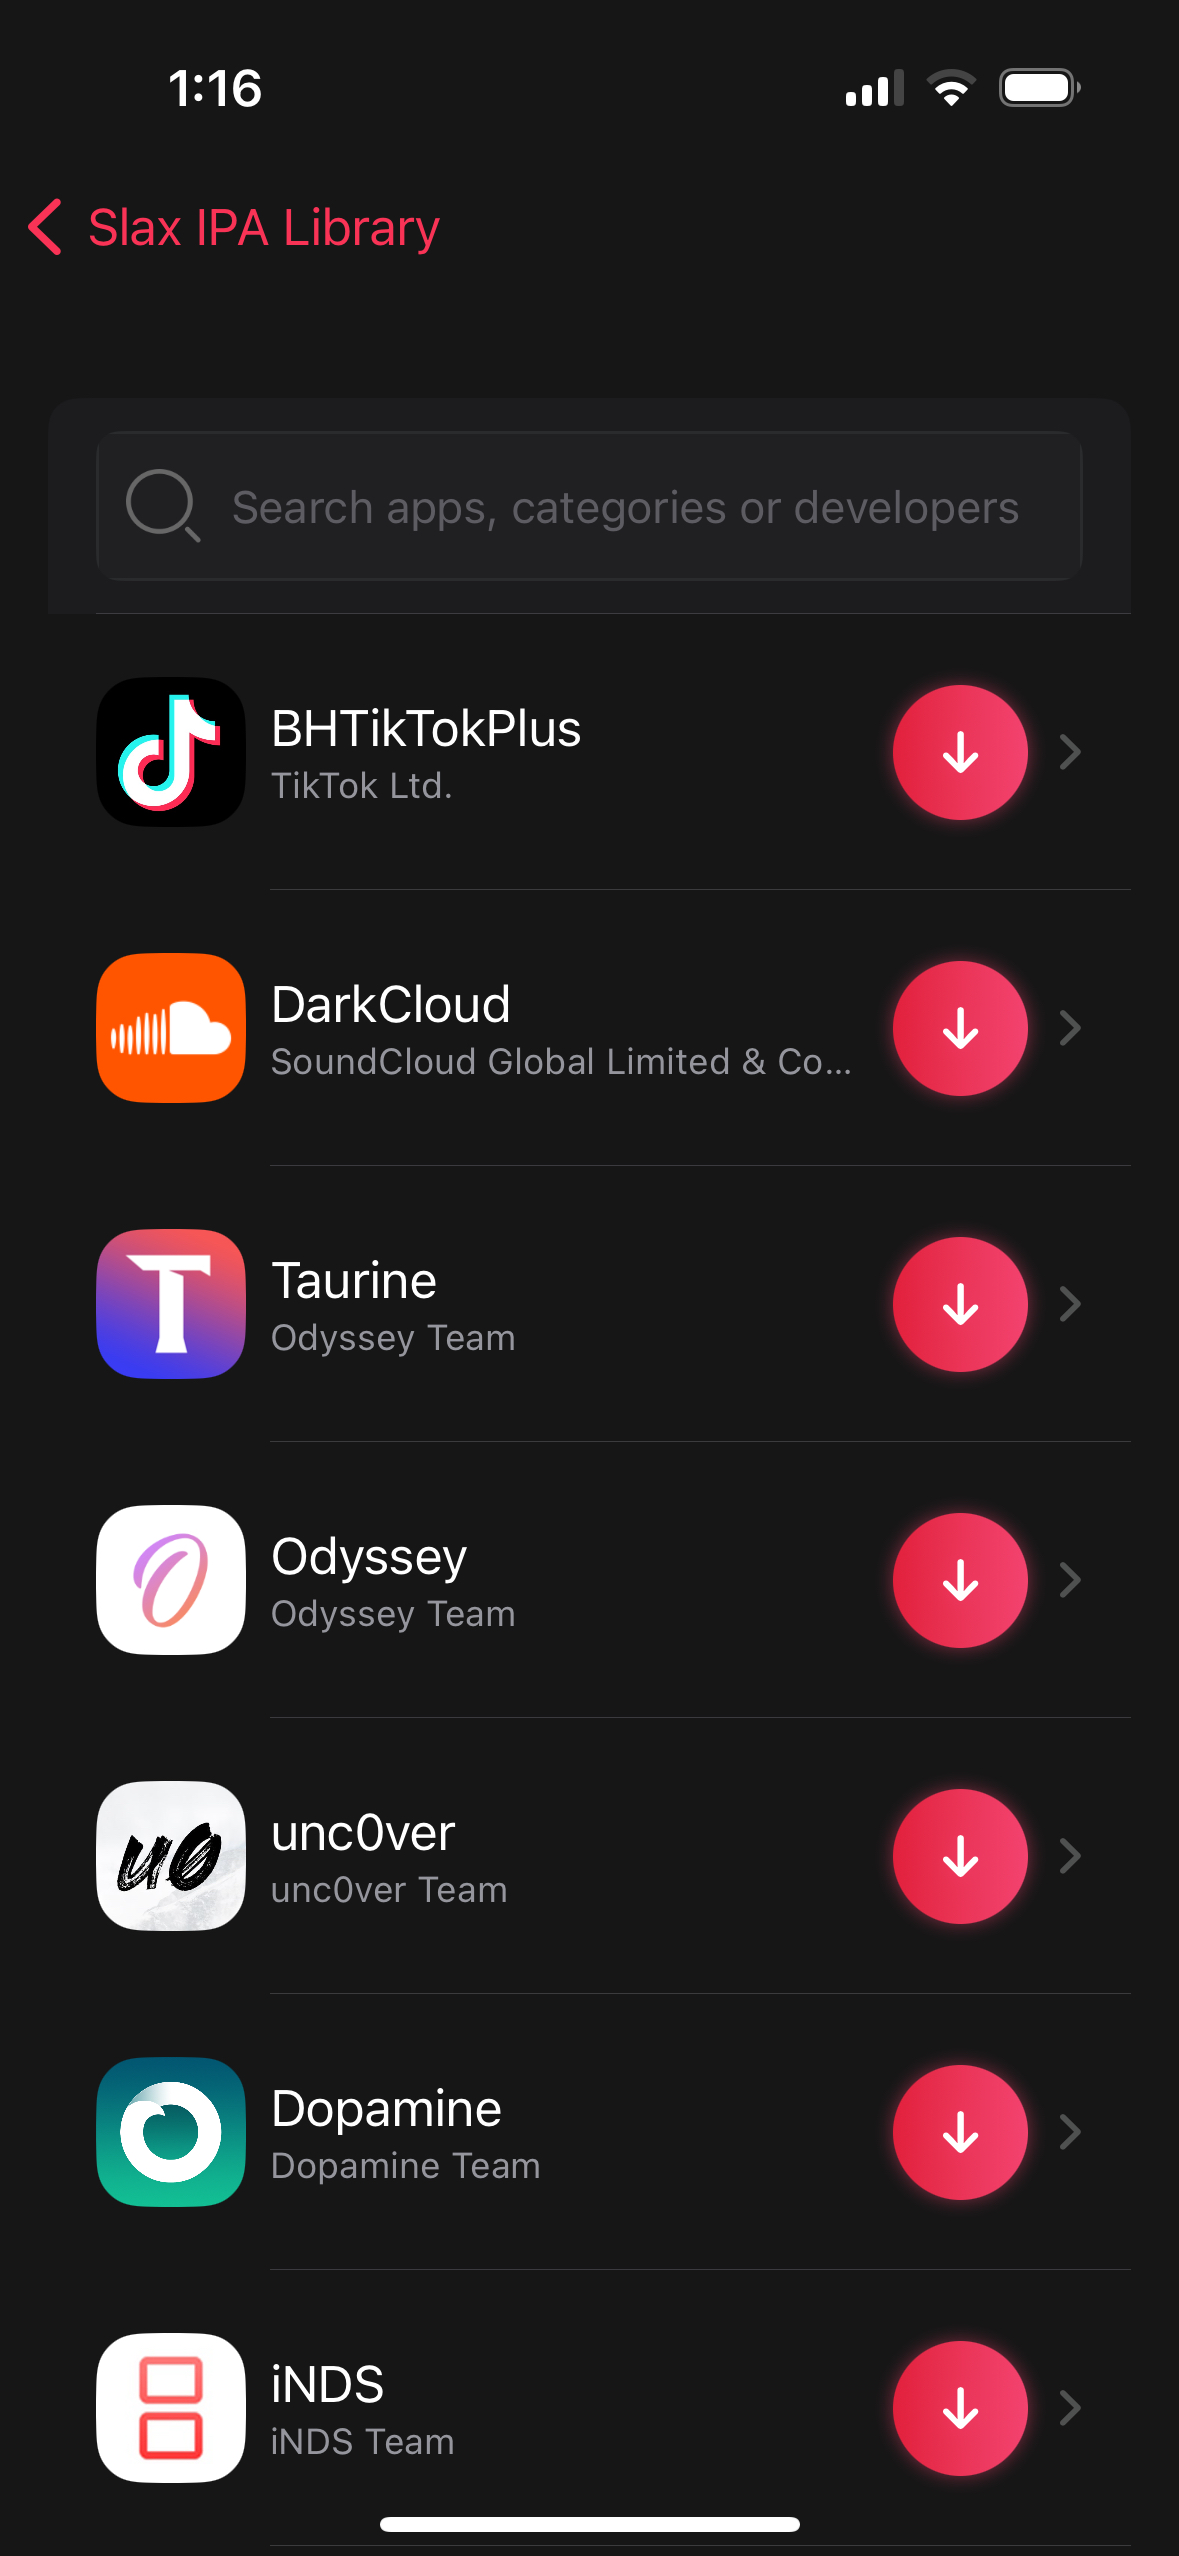 1:16
Slax IPA Library
Search apps, categories or developers
BHTikTokPlus
TikTok Ltd.
DarkCloud
SoundCloud Global Limited & Co...
Taurine
Odyssey Team
Odyssey
Odyssey Team
unc0ver
unc0ver Team
Dopamine
Dopamine Team
iNDS
iNDS Team